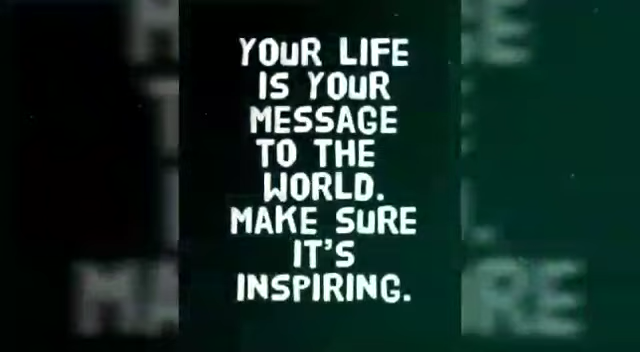 YOUR LIFE
IS YOUR
MESSAGE
TO THE
WORLD.
MAKE SURE
IT'S
INSPIRING.